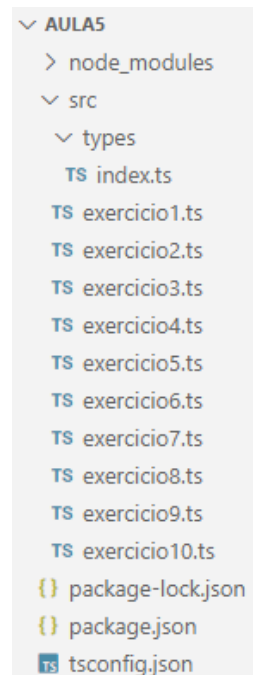 AULA5
node_modules
src
types
TS index.ts
TS exercicio1.ts
TS exercicio2.ts
TS exercicio3.ts
TS exercicio4.ts
TS exercicio5.ts
TS exercicio6.ts
TS exercicio7.ts
TS exercicio8.ts
TS exercicio9.ts
TS exercicio10.ts
{} package-lock.json
{} package.json
TS tsconfig.json